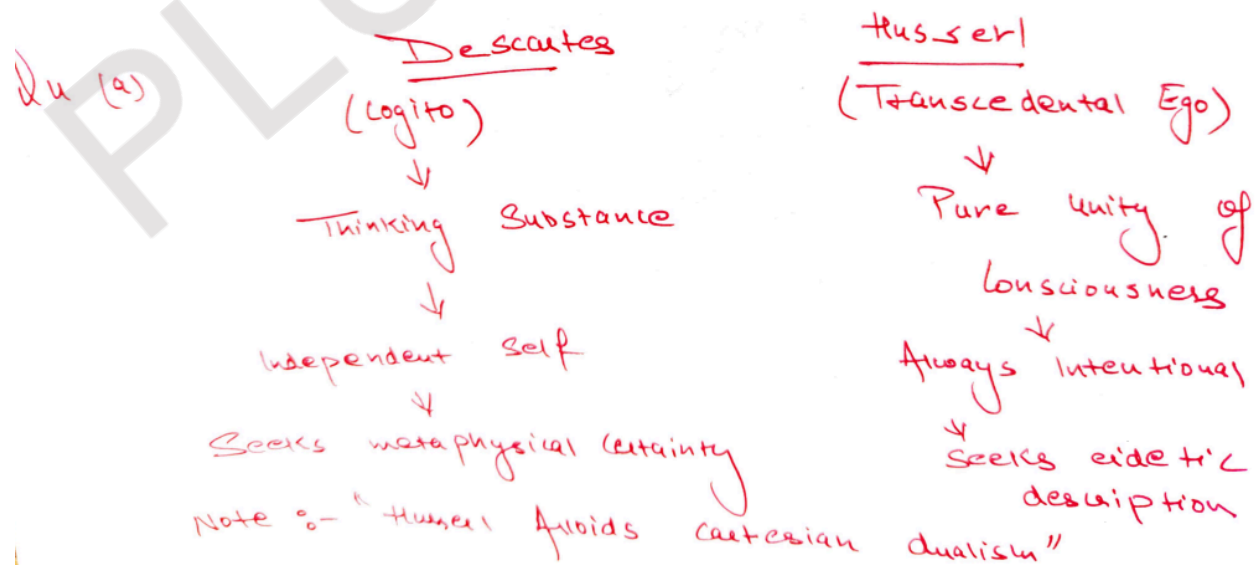 Qu (a)
Descartes
(Cogito)
↓
Thinking Substance
↓
Independent Self
↓
Seeks metaphysical Certainty
Husserl
(Transcedental Ego)
↓
Pure unity of
Consciousness
↓
Always Intentional
↓
Seeks eidetic
description
Note :- "Husserl Avoids Cartesian dualism"